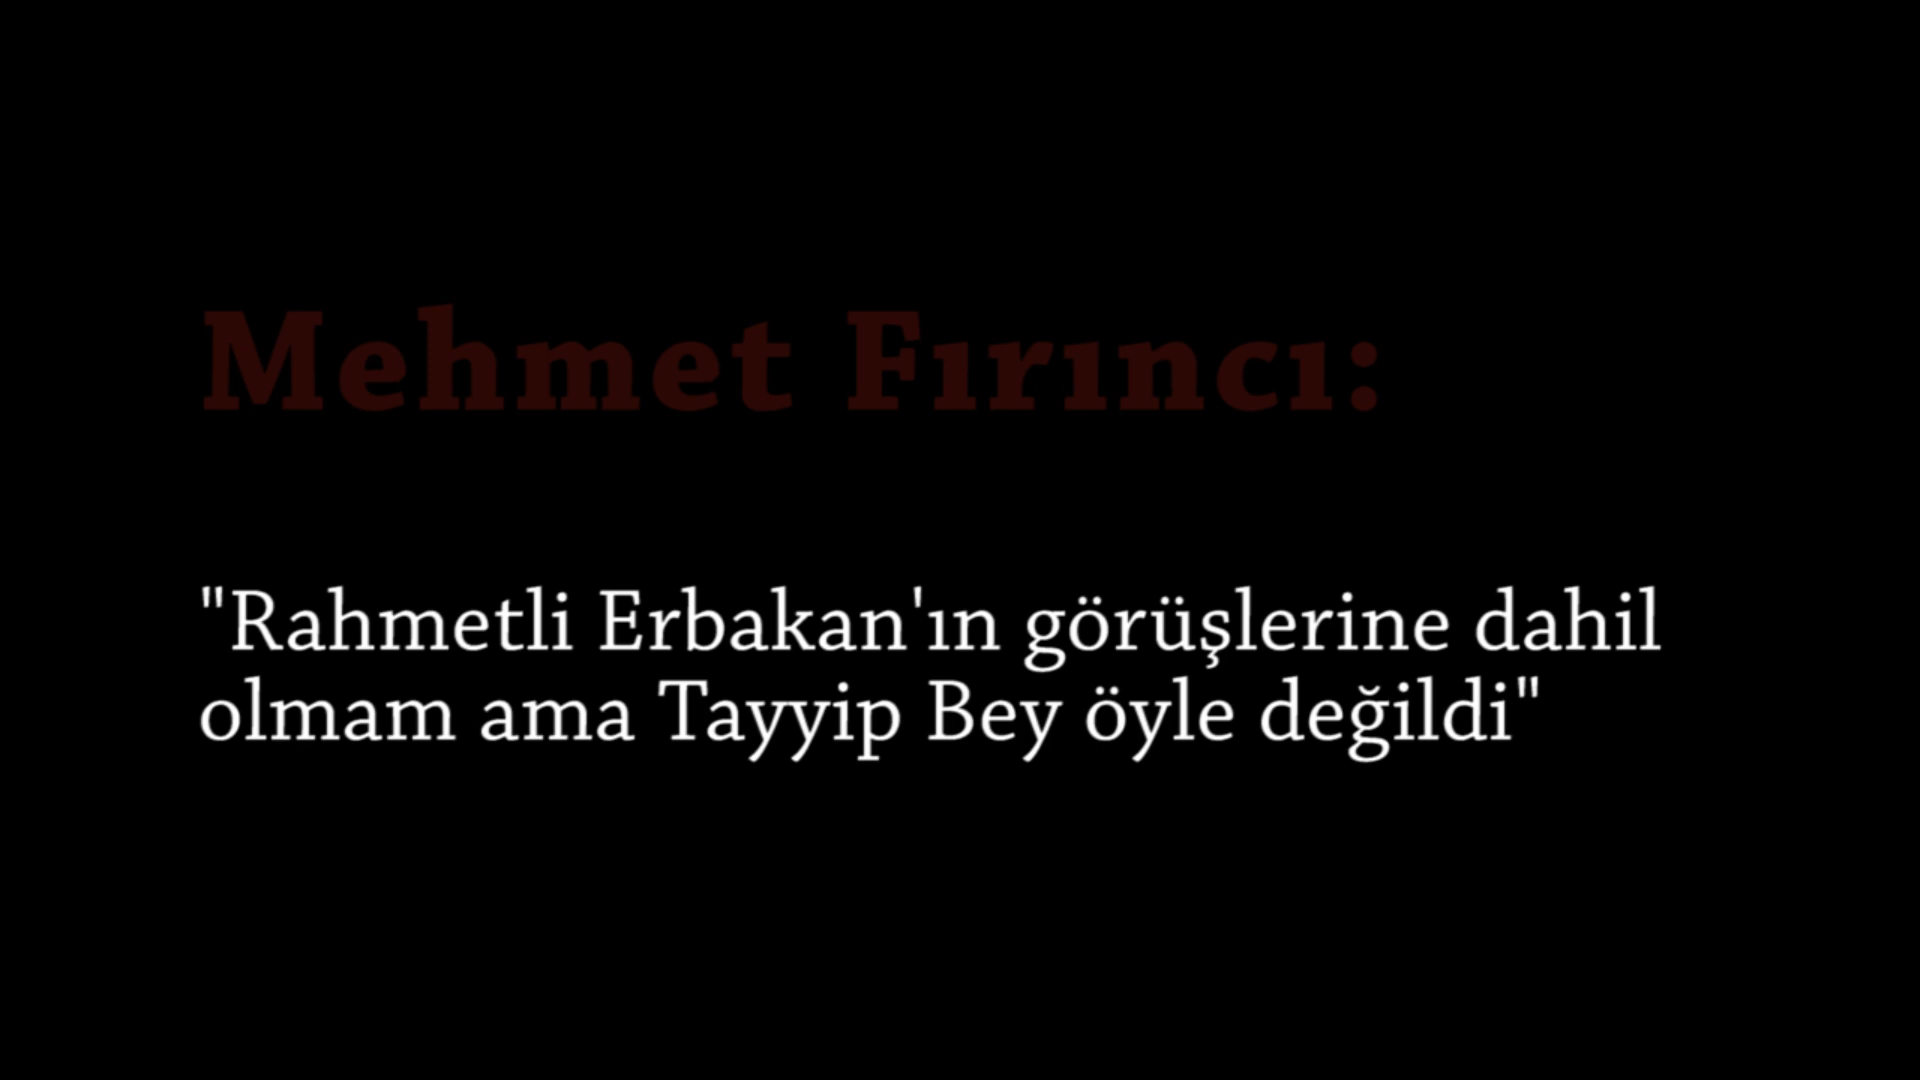 Mehmet Fırıncı:
"Rahmetli Erbakan'ın görüşlerine dahil
olmam ama Tayyip Bey öyle değildi"